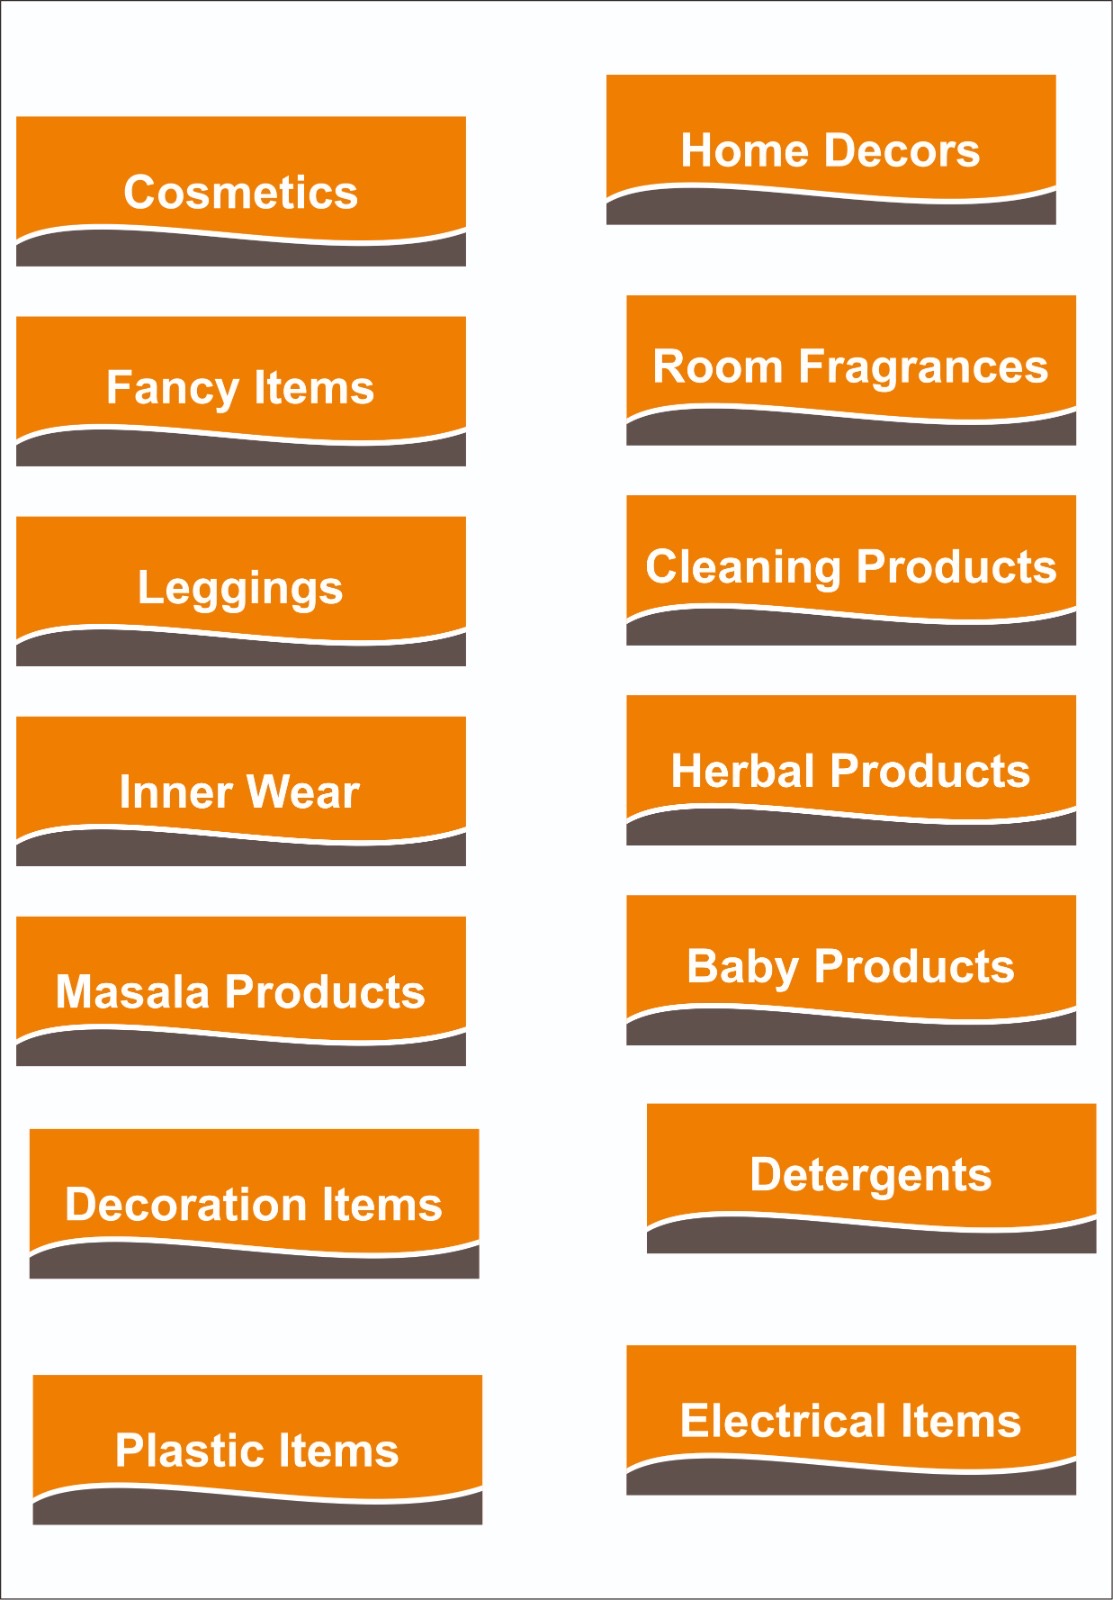 Cosmetics
Fancy Items
Leggings
Inner Wear
Masala Products
Decoration Items
Plastic Items
Home Decors
Room Fragrances
Cleaning Products
Herbal Products
Baby Products
Detergents
Electrical Items